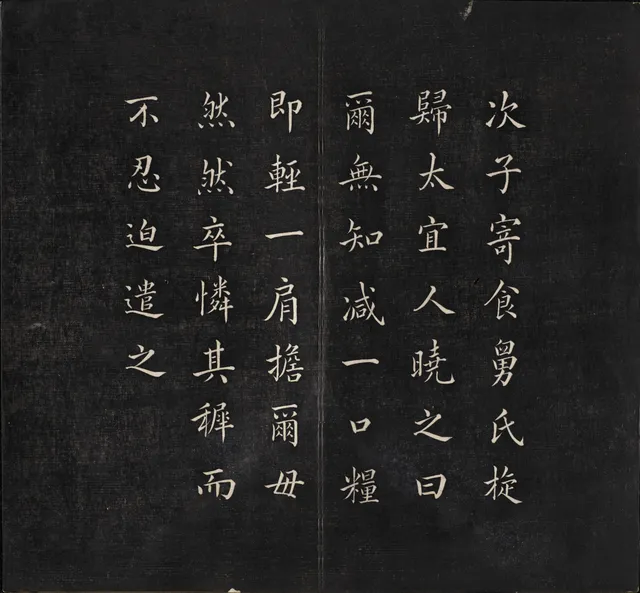 次子寄食舅氏旋
歸太宜人曉之曰
爾無知减一口糧
即輕一肩擔爾毋
然然卒憐其穉而
不忍迫遣之